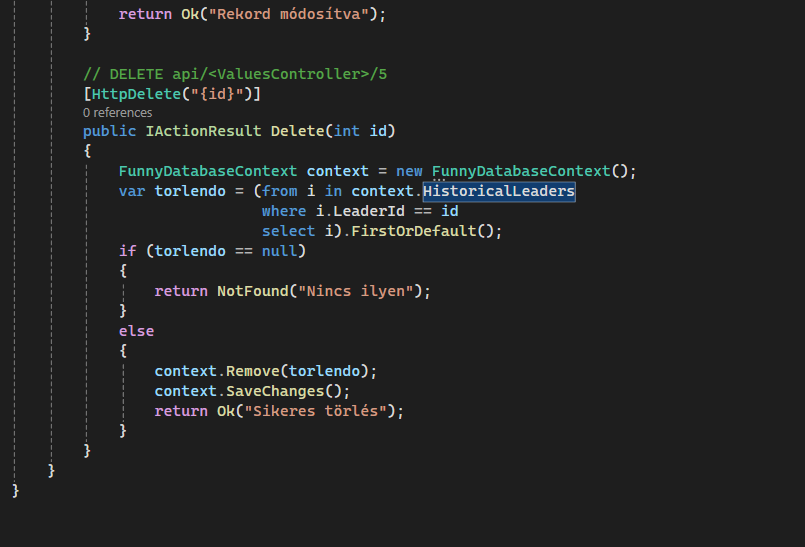 return Ok("Rekord módosítva");
}
// DELETE api/<ValuesController>/5
[HttpDelete("{id}")]
0 references
public IActionResult Delete(int id)
{
FunnyDatabaseContext context = new FunnyDatabaseContext();
var torlendo = (from i in context.HistoricalLeaders
where i.LeaderId == id
select i).FirstOrDefault();
if (torlendo == null)
{
return NotFound("Nincs ilyen");
}
else
{
context.Remove(torlendo);
context.SaveChanges();
return Ok("Sikeres törlés");
}
}
}
}